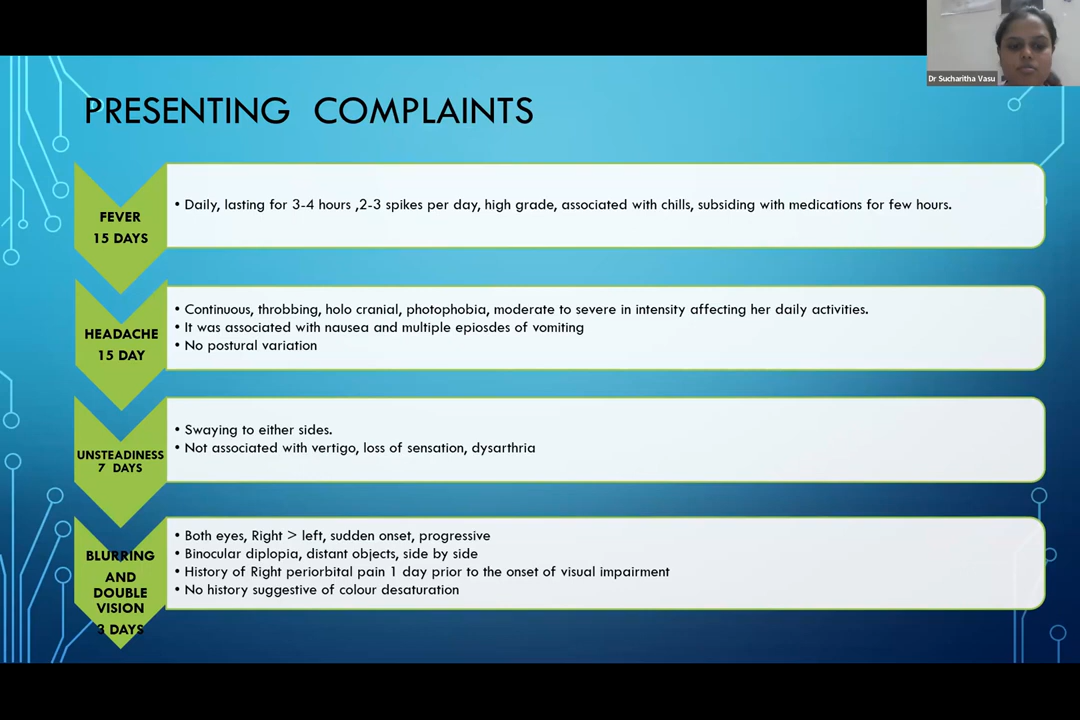 Dr Sucharitha Vasu
PRESENTING COMPLAINTS
FEVER
15 DAYS
• Daily, lasting for 3-4 hours ,2-3 spikes per day, high grade, associated with chills, subsiding with medications for few hours.
HEADACHE
15 DAY
• Continuous, throbbing, holo cranial, photophobia, moderate to severe in intensity affecting her daily activities.
• It was associated with nausea and multiple epiosdes of vomiting
• No postural variation
UNSTEADINESS
7 DAYS
• Swaying to either sides.
• Not associated with vertigo, loss of sensation, dysarthria
BLURRING
AND
DOUBLE
VISION
3 DAYS
• Both eyes, Right > left, sudden onset, progressive
• Binocular diplopia, distant objects, side by side
• History of Right periorbital pain 1 day prior to the onset of visual impairment
• No history suggestive of colour desaturation